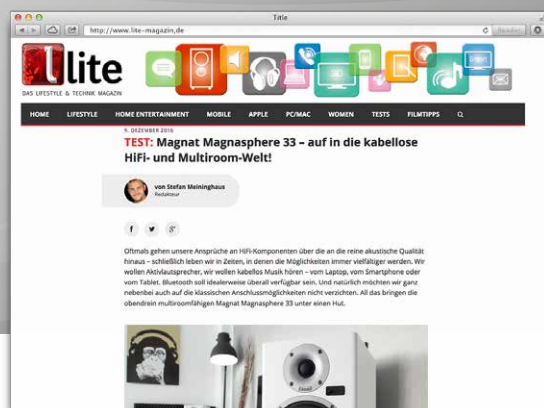 Title
http://www.lite-magazin.de
Reader
lite
DAS LIFESTYLE & TECHNIK MAGAZIN
HOME LIFESTYLE HOME ENTERTAINMENT MOBILE APPLE PC/MAC WOMEN TESTS FILMTIPPS
9. DEZEMBER 2016
TEST: Magnat Magnasphere 33 – auf in die kabellose
HiFi- und Multiroom-Welt!
von Stefan Meininghaus
Redakteur
Oftmals gehen unsere Ansprüche an HiFi-Komponenten über die an die reine akustische Qualität
hinaus – schließlich leben wir in Zeiten, in denen die Möglichkeiten immer vielfältiger werden. Wir
wollen Aktivlautsprecher, wir wollen kabellos Musik hören – vom Laptop, vom Smartphone oder
vom Tablet. Bluetooth soll idealerweise überall verfügbar sein. Und natürlich möchten wir ganz
nebenbei auch auf die klassischen Anschlussmöglichkeiten nicht verzichten. All das bringen die
obendrein multiroomfähigen Magnat Magnasphere 33 unter einen Hut.